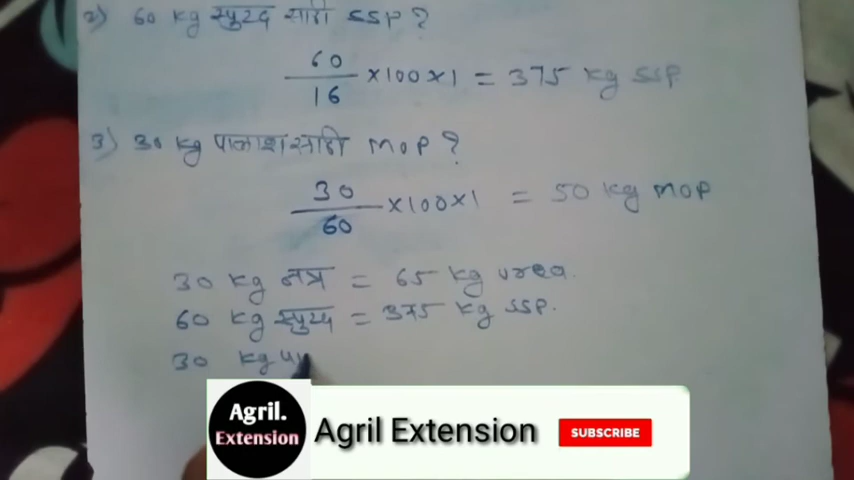 2) 60 kg स्फुरद साठी SSP ?
60
16
×100×1 = 375 kg SSP
3) 30 kg पालाश साठी MOP ?
30
60
×100×1 = 50 kg MOP
30 kg नत्र = 65 kg urea.
60 kg स्फुरद = 375 kg SSP.
30 kg
Agril.
Extension
Agril Extension
SUBSCRIBE